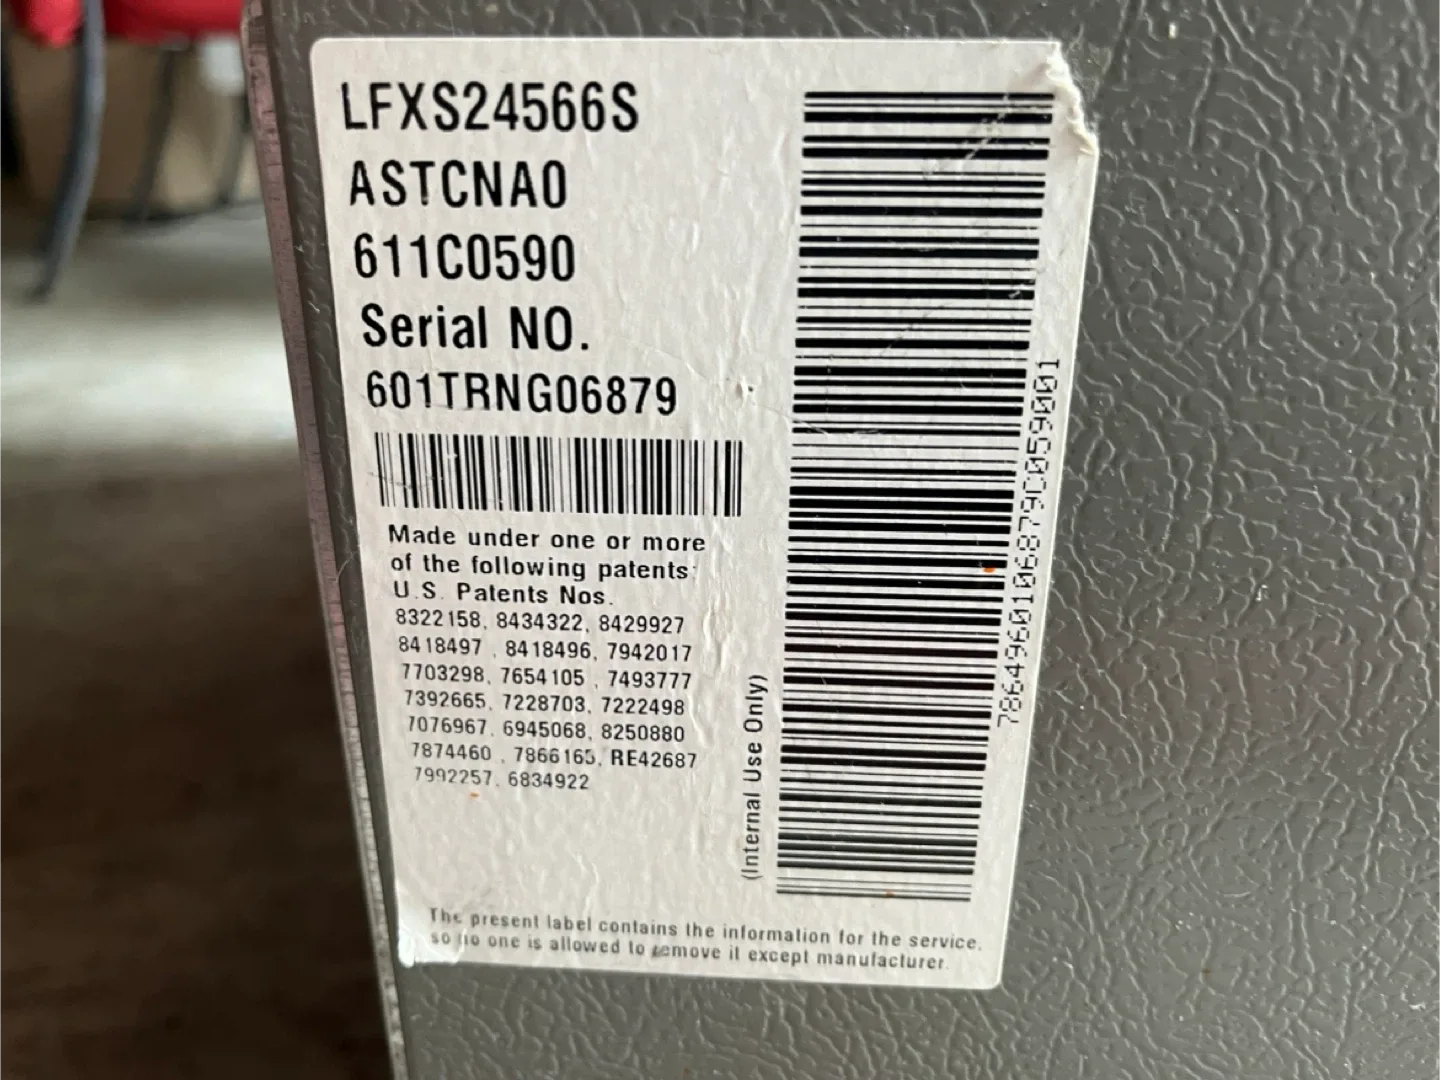 LFXS24566S
ASTCNA0
611C0590
Serial NO.
601TRNG06879
Made under one or more
of the following patents:
U.S. Patents Nos.
8322158, 8434322, 8429927
8418497 , 8418496, 7942017
7703298, 7654105 , 7493777
7392665, 7228703, 7222498
7076967, 6945068, 8250880
7874460 , 7866165, RE42687
7992257, 6834922
(Internal Use Only)
7864960106879C059001
The present label contains the information for the service,
so no one is allowed to remove it except manufacturer.